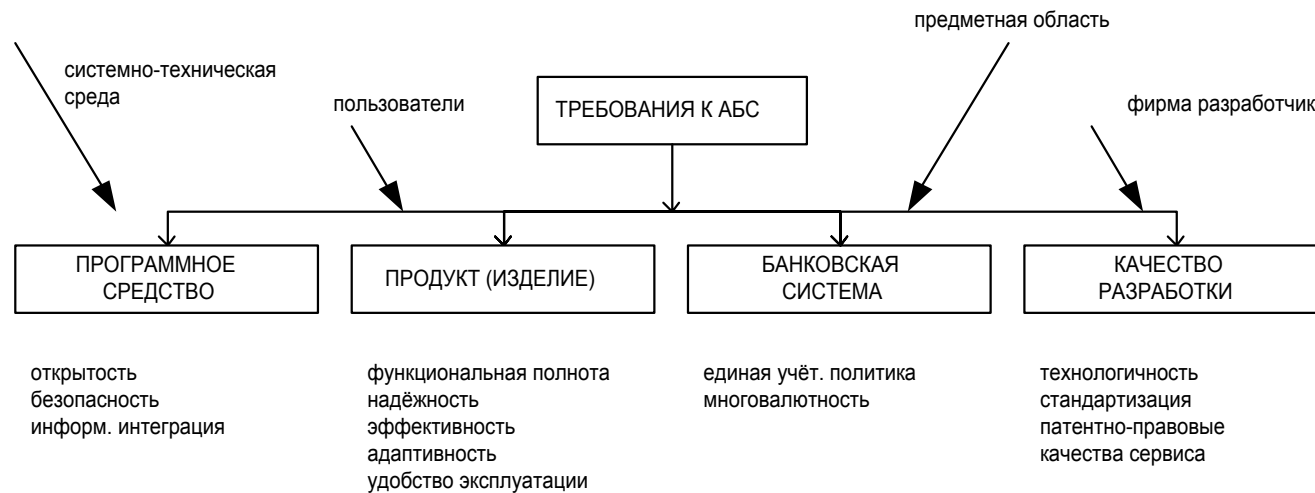 предметная область
системно-техническая
среда
пользователи
ТРЕБОВАНИЯ К АБС
фирма разработчик
ПРОГРАММНОЕ
СРЕДСТВО
ПРОДУКТ (ИЗДЕЛИЕ)
БАНКОВСКАЯ
СИСТЕМА
КАЧЕСТВО
РАЗРАБОТКИ
открытость
безопасность
информ. интеграция
функциональная полнота
надёжность
эффективность
адаптивность
удобство эксплуатации
единая учёт. политика
многовалютность
технологичность
стандартизация
патентно-правовые
качества сервиса